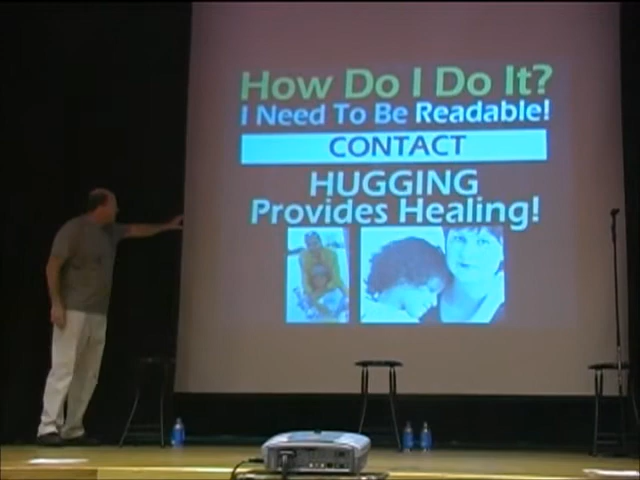 How Do I Do It?
I Need To Be Readable!
CONTACT
HUGGING
Provides Healing!